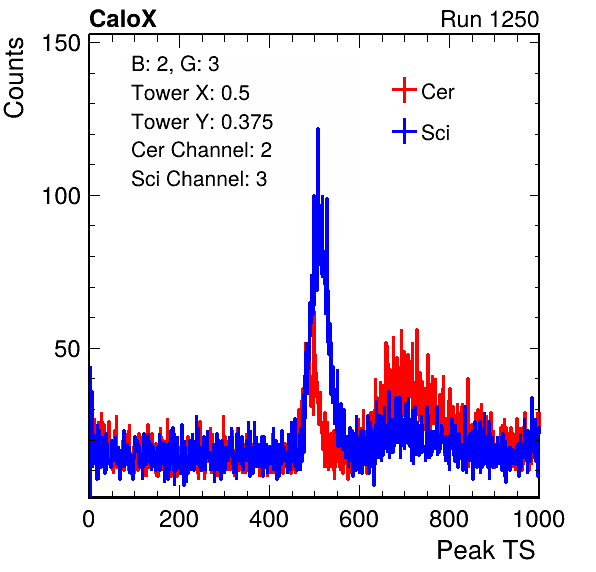 CaloX Run 1250
Counts
150
100
50
B: 2, G: 3
Tower X: 0.5
Tower Y: 0.375
Cer Channel: 2
Sci Channel: 3
Cer
Sci
0 200 400 600 800 1000
Peak TS